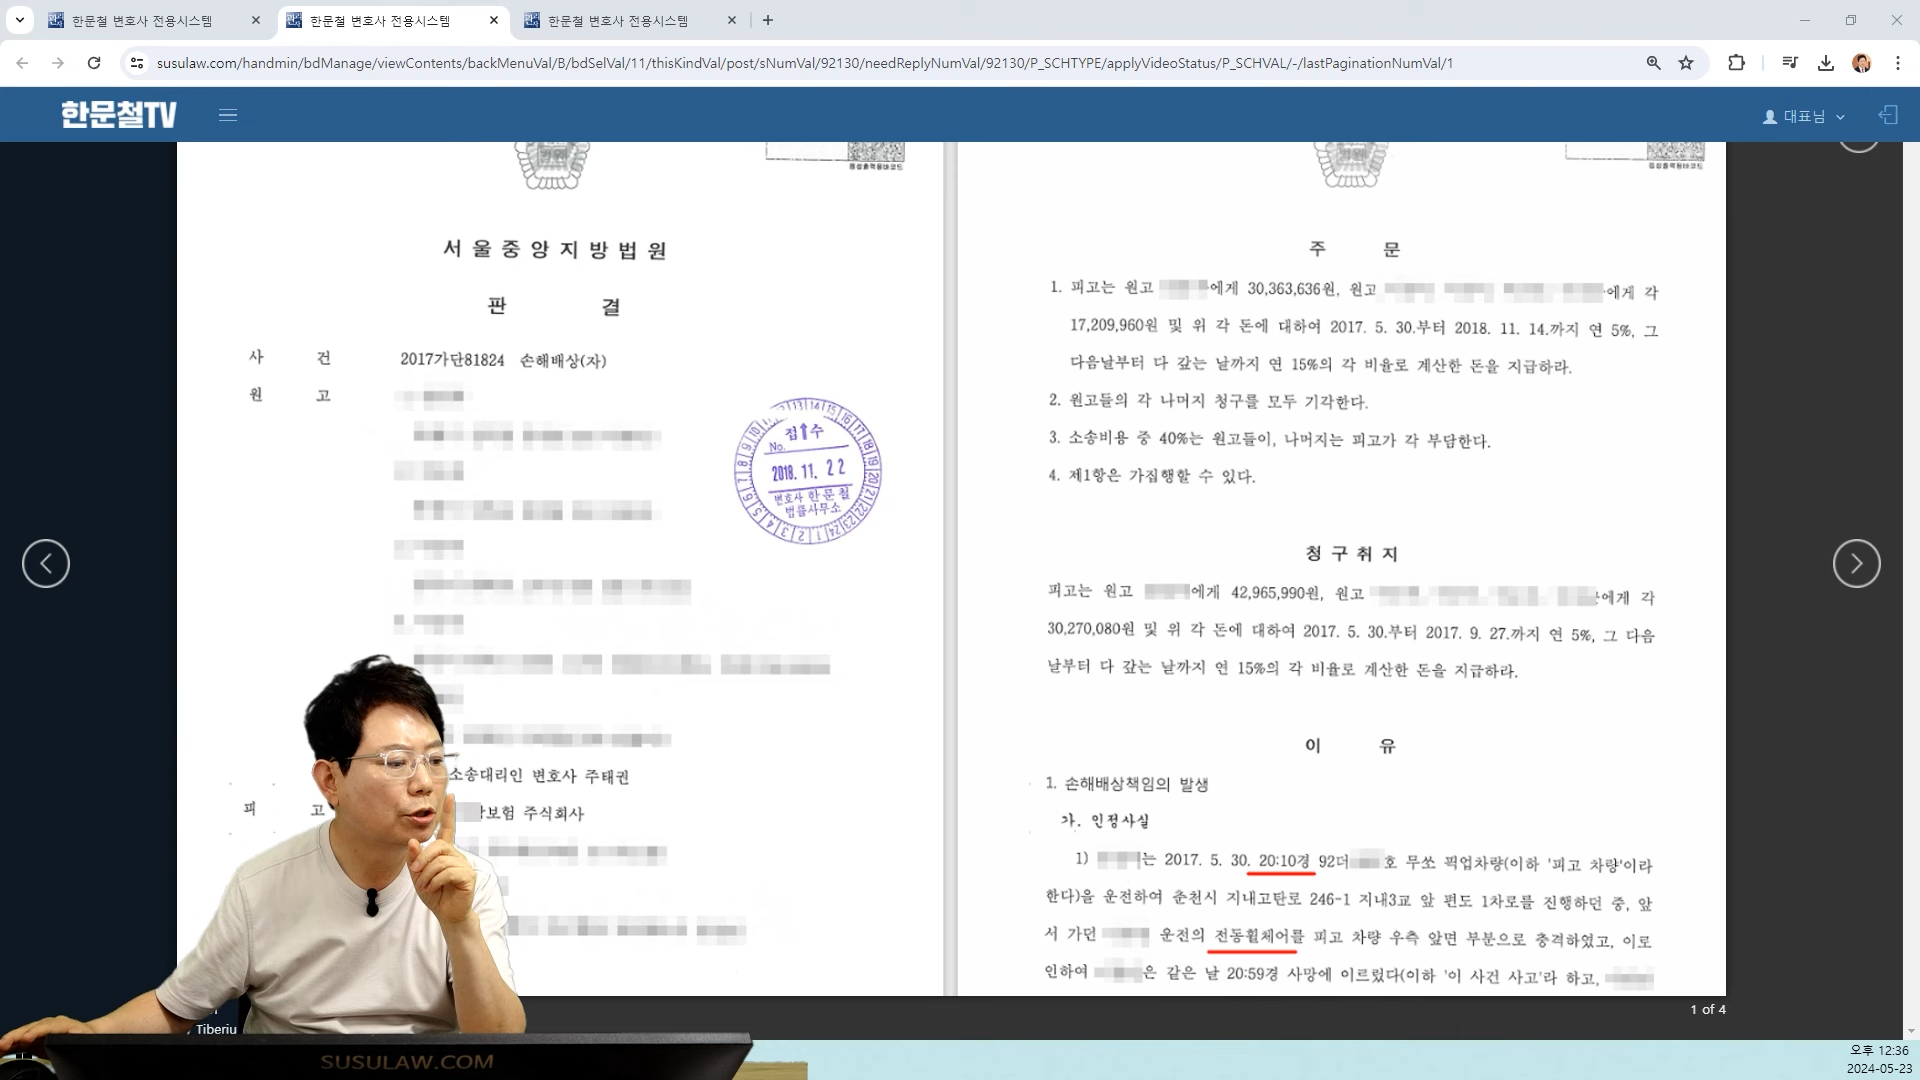 한문철 변호사 전용시스템
한문철 변호사 전용시스템
한문철 변호사 전용시스템
susulaw.com/handmin/bdManage/viewContents/backMenuVal/B/bdSelVal/11/thisKindVal/post/sNumVal/92130/needReplyNumVal/92130/P_SCHTYPE/applyVideoStatus/P_SCHVAL/-/lastPaginationNumVal/1
한문철TV
대표님
서울중앙지방법원
판 결
사 건 2017가단81824 손해배상(자)
원 고
접수
No.
2018. 11. 22
변호사 한문철
법률사무소
소송대리인 변호사 주태권
피 고 보험 주식회사
주 문
1. 피고는 원고 에게 30,363,636원, 원고 에게 각
17,209,960원 및 위 각 돈에 대하여 2017. 5. 30.부터 2018. 11. 14.까지 연 5%, 그
다음날부터 다 갚는 날까지 연 15%의 각 비율로 계산한 돈을 지급하라.
2. 원고들의 각 나머지 청구를 모두 기각한다.
3. 소송비용 중 40%는 원고들이, 나머지는 피고가 각 부담한다.
4. 제1항은 가집행할 수 있다.
청구취지
피고는 원고 에게 42,965,990원, 원고 에게 각
30,270,080원 및 위 각 돈에 대하여 2017. 5. 30.부터 2017. 9. 27.까지 연 5%, 그 다음
날부터 다 갚는 날까지 연 15%의 각 비율로 계산한 돈을 지급하라.
이 유
1. 손해배상책임의 발생
가. 인정사실
1) 는 2017. 5. 30. 20:10경 92더 호 무쏘 픽업차량(이하 '피고 차량'이라
한다)을 운전하여 춘천시 지내고탄로 246-1 지내3교 앞 편도 1차로를 진행하던 중, 앞
서 가던 운전의 전동휠체어를 피고 차량 우측 앞면 부분으로 충격하였고, 이로
인하여 은 같은 날 20:59경 사망에 이르렀다(이하 '이 사건 사고'라 하고,
1 of 4
Tiberiu
SUSULAW.COM
오후 12:36
2024-05-23